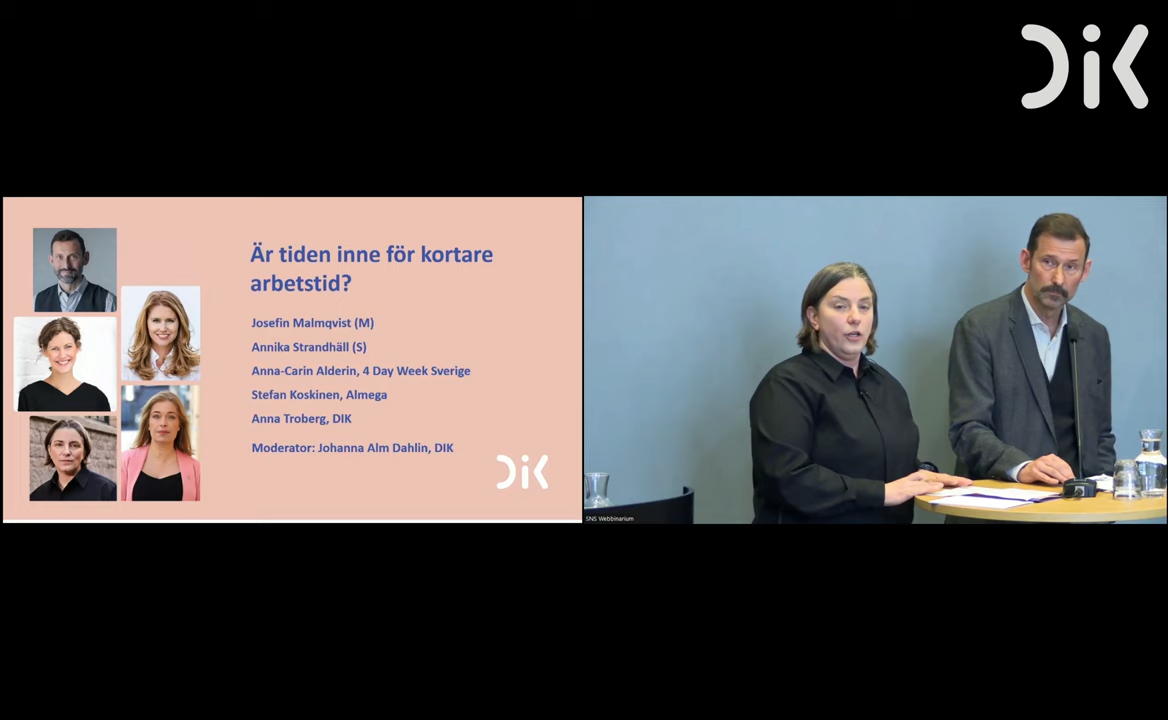 DiK
Är tiden inne för kortare
arbetstid?
Josefin Malmqvist (M)
Annika Strandhäll (S)
Anna-Carin Alderin, 4 Day Week Sverige
Stefan Koskinen, Almega
Anna Troberg, DIK
Moderator: Johanna Alm Dahlin, DIK
DiK
SNS Webbinarium